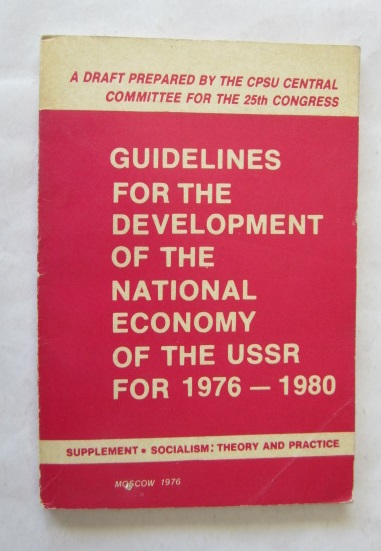 A DRAFT PREPARED BY THE CPSU CENTRAL
COMMITTEE FOR THE 25th CONGRESS
GUIDELINES
FOR THE
DEVELOPMENT
OF THE
NATIONAL
ECONOMY
OF THE USSR
FOR 1976 — 1980
SUPPLEMENT • SOCIALISM: THEORY AND PRACTICE
MOSCOW 1976